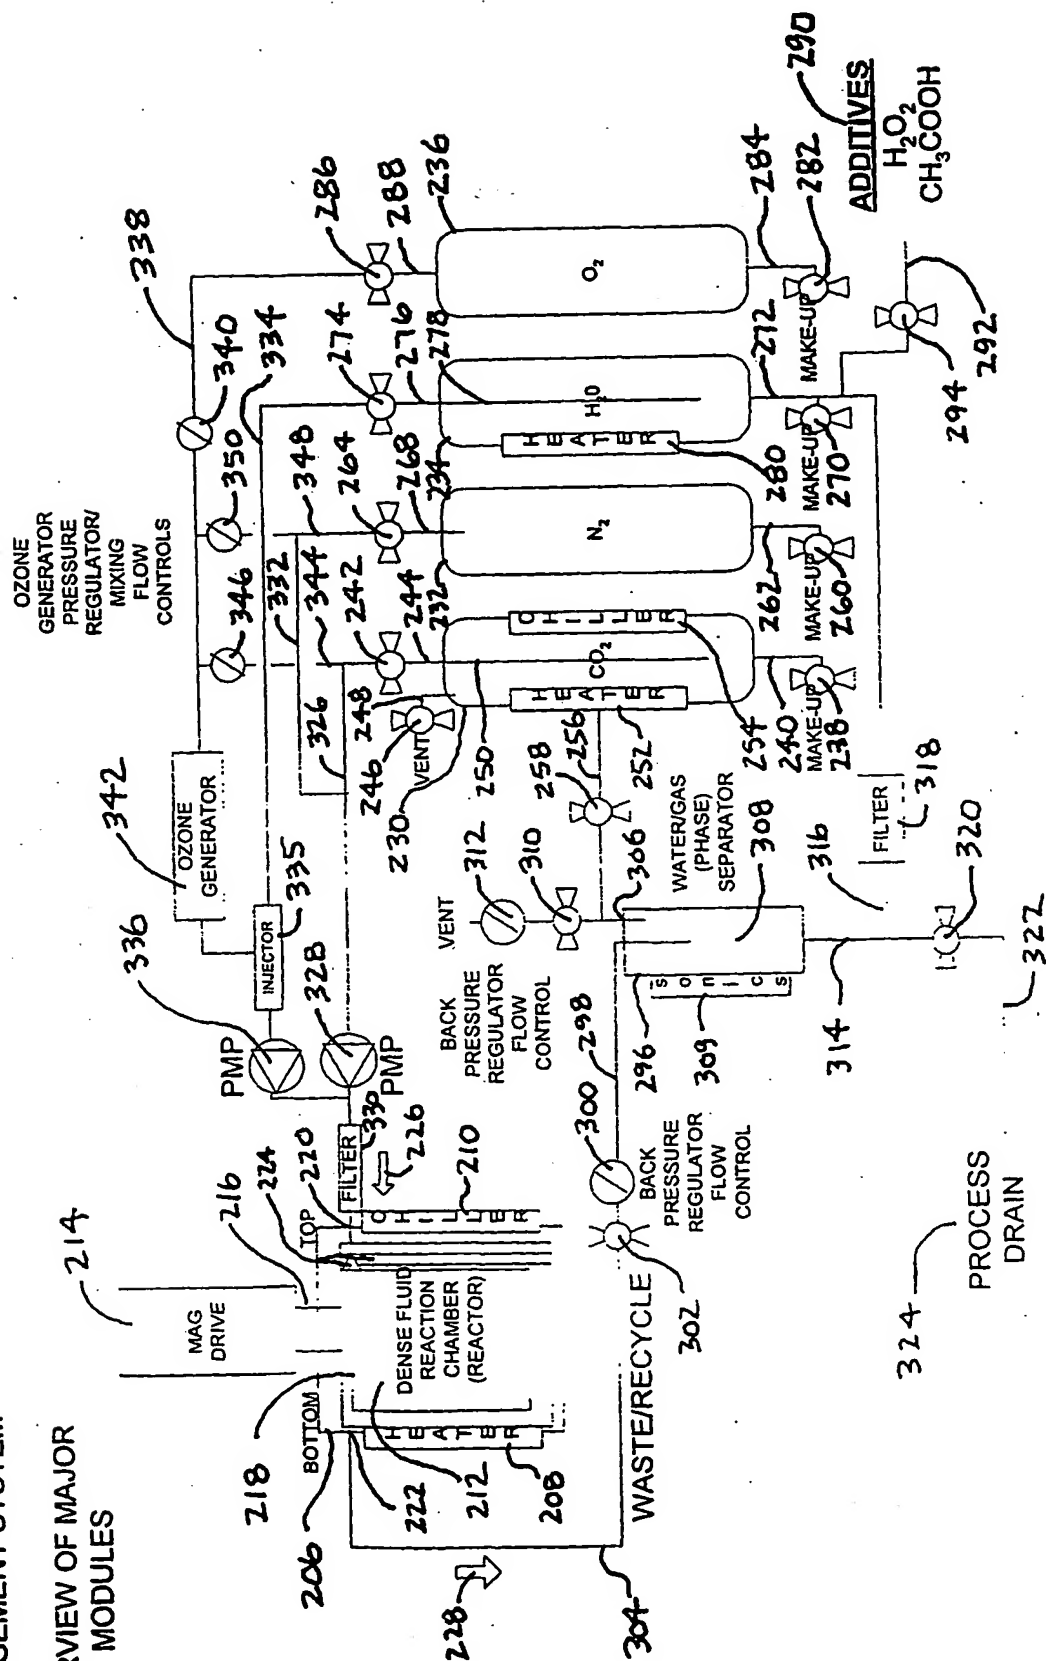 RVIEW OF MAJOR
MODULES
OZONE
GENERATOR
PRESSURE
REGULATOR/
MIXING
FLOW
CONTROLS
338
340
350
346
334
348
332
344
326
286
288
236
274
276
278
264
268
234
242
244
232
246
248
VENT
230
250
O2
H2O
HEATER
280
N2
CO2
CHILLER
HEATER
252
254
256
258
284
282
MAKE-UP
272
270
MAKE-UP
262
260
MAKE-UP
240
238
MAKE-UP
290
ADDITIVES
H2O2
CH3COOH
292
294
342
OZONE
GENERATOR
INJECTOR
335
336
PMP
328
PMP
FILTER
330
226
214
MAG
DRIVE
216
224
220
TOP
CHILLER
210
DENSE FLUID
REACTION
CHAMBER
(REACTOR)
BOTTOM
218
206
222
HEATER
212
208
228
304
WASTE/RECYCLE
302
300
298
BACK
PRESSURE
REGULATOR
FLOW
CONTROL
VENT
312
310
BACK
PRESSURE
REGULATOR
FLOW
CONTROL
306
WATER/GAS
(PHASE)
SEPARATOR
308
sonics
296
309
314
316
FILTER
318
320
322
324
PROCESS
DRAIN